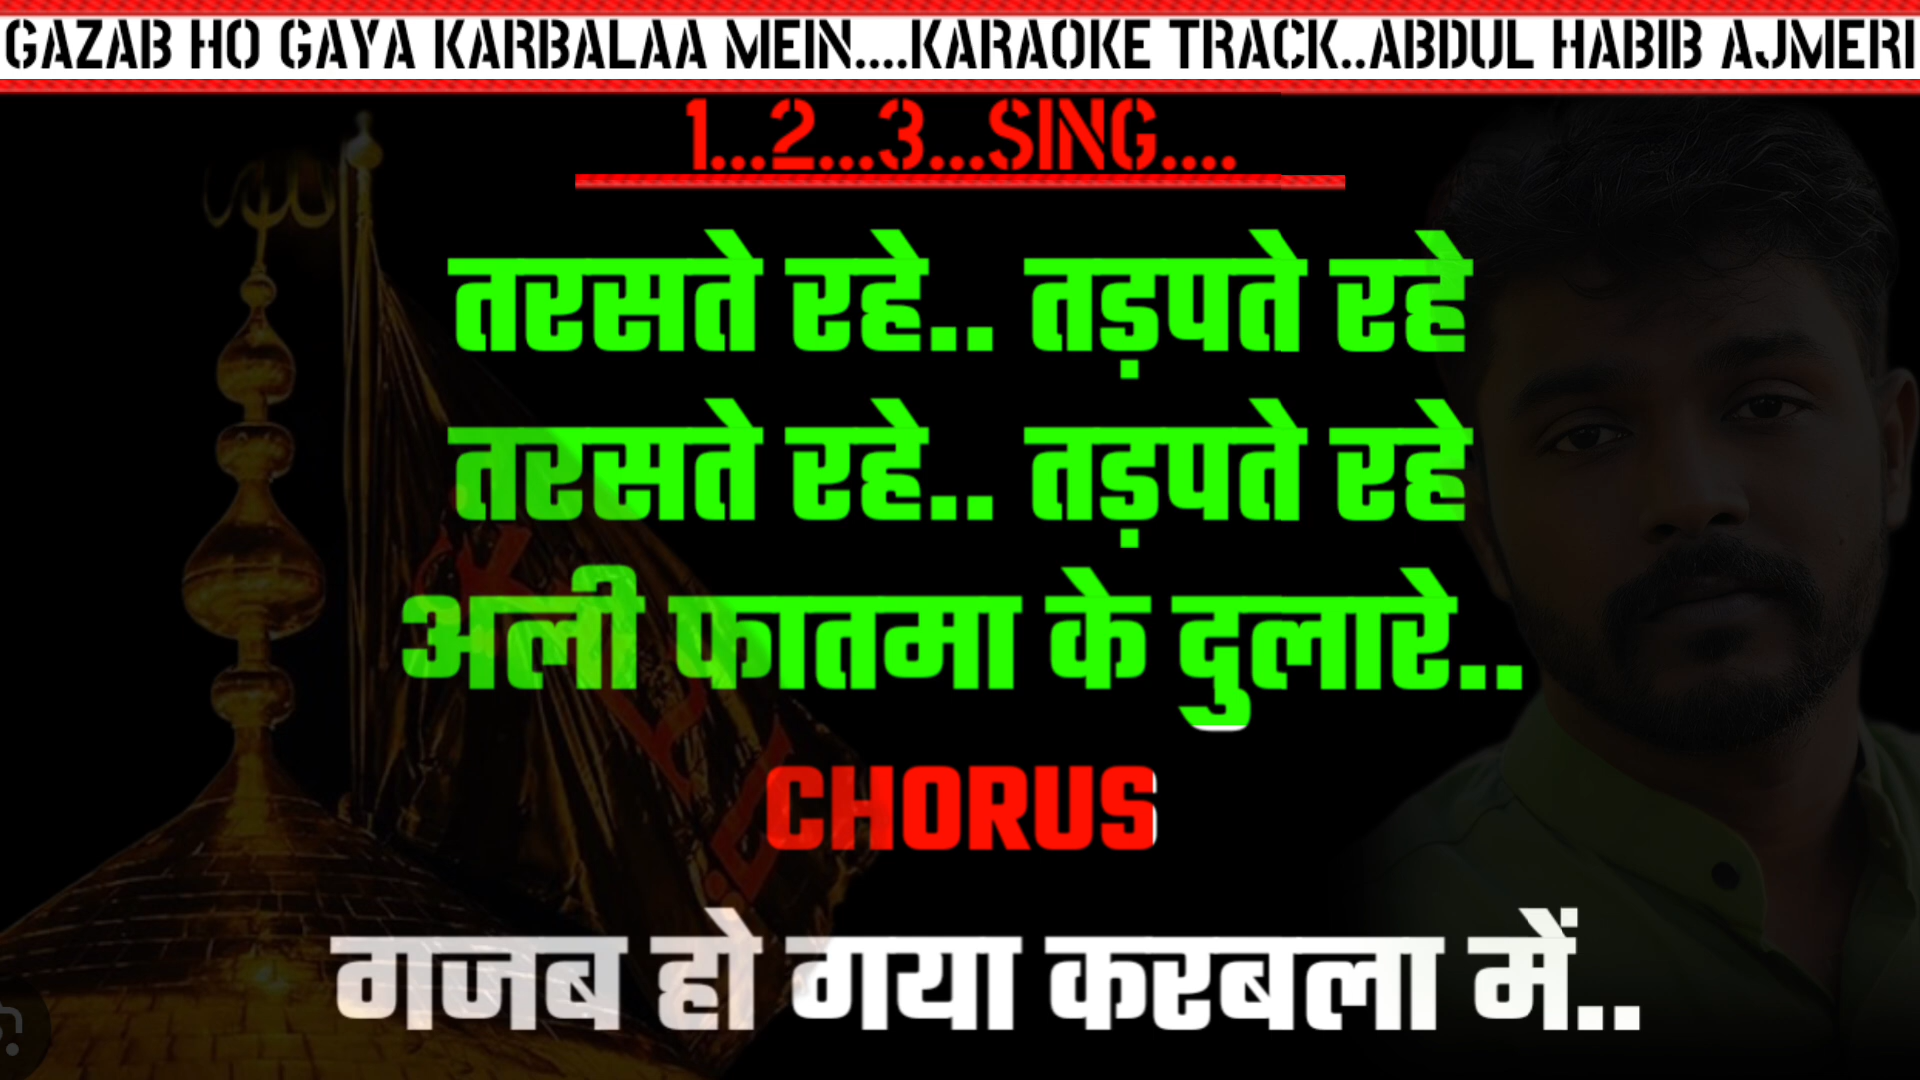 GAZAB HO GAYA KARBALAA MEIN....KARAOKE TRACK..ABDUL HABIB AJMERI
1...2...3...SING....
तरसते रहे.. तड़पते रहे
तरसते रहे.. तड़पते रहे
अली फातमा के दुलारे..
CHORUS
गजब हो गया करबला में..